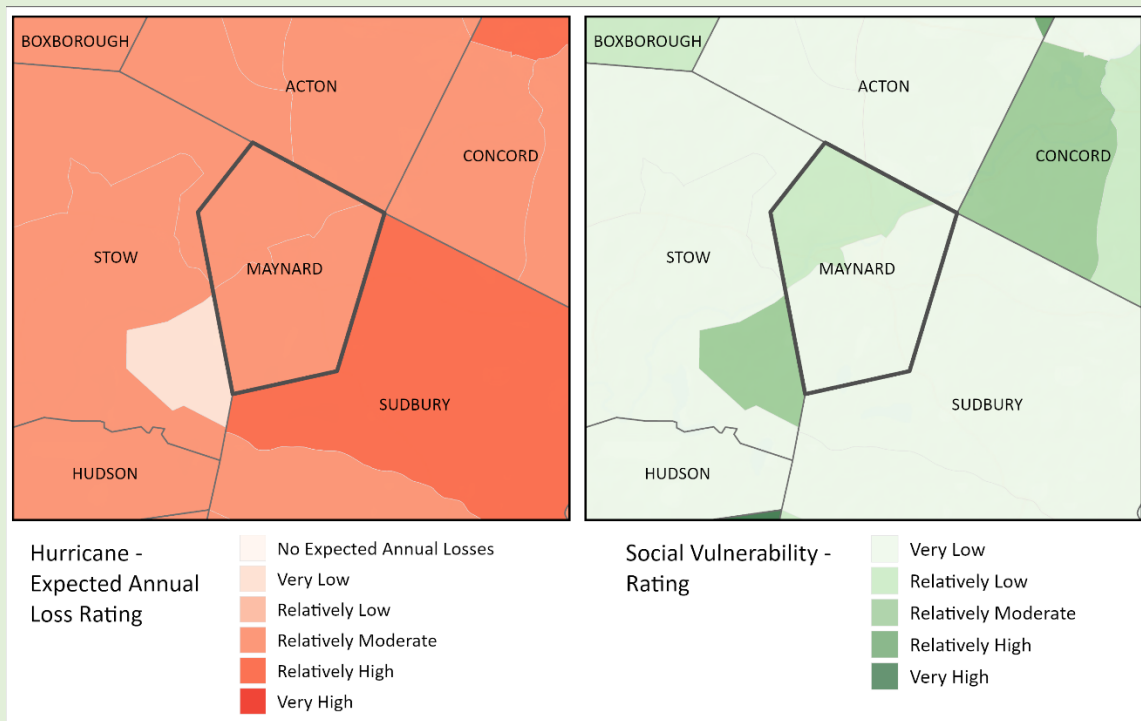 BOXBOROUGH
ACTON
CONCORD
STOW
MAYNARD
SUDBURY
HUDSON
Hurricane -
Expected Annual
Loss Rating
No Expected Annual Losses
Very Low
Relatively Low
Relatively Moderate
Relatively High
Very High
BOXBOROUGH
ACTON
CONCORD
STOW
MAYNARD
SUDBURY
HUDSON
Social Vulnerability -
Rating
Very Low
Relatively Low
Relatively Moderate
Relatively High
Very High